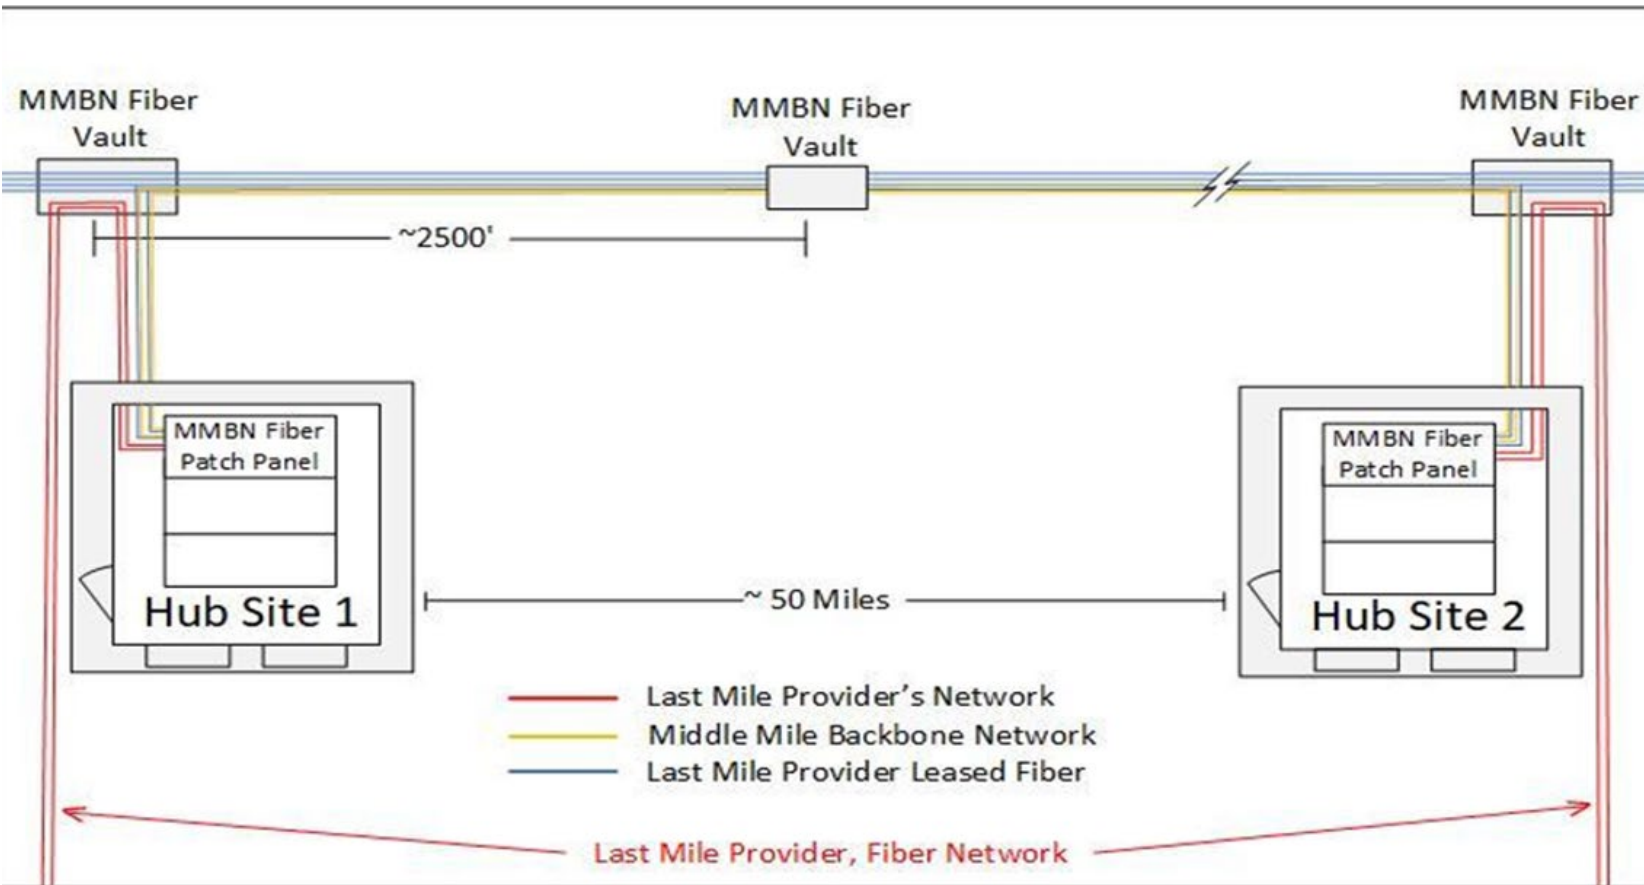 MMBN Fiber
Vault
MMBN Fiber
Vault
MMBN Fiber
Vault
~2500'
MMBN Fiber
Patch Panel
Hub Site 1
~ 50 Miles
MMBN Fiber
Patch Panel
Hub Site 2
Last Mile Provider’s Network
Middle Mile Backbone Network
Last Mile Provider Leased Fiber
Last Mile Provider, Fiber Network